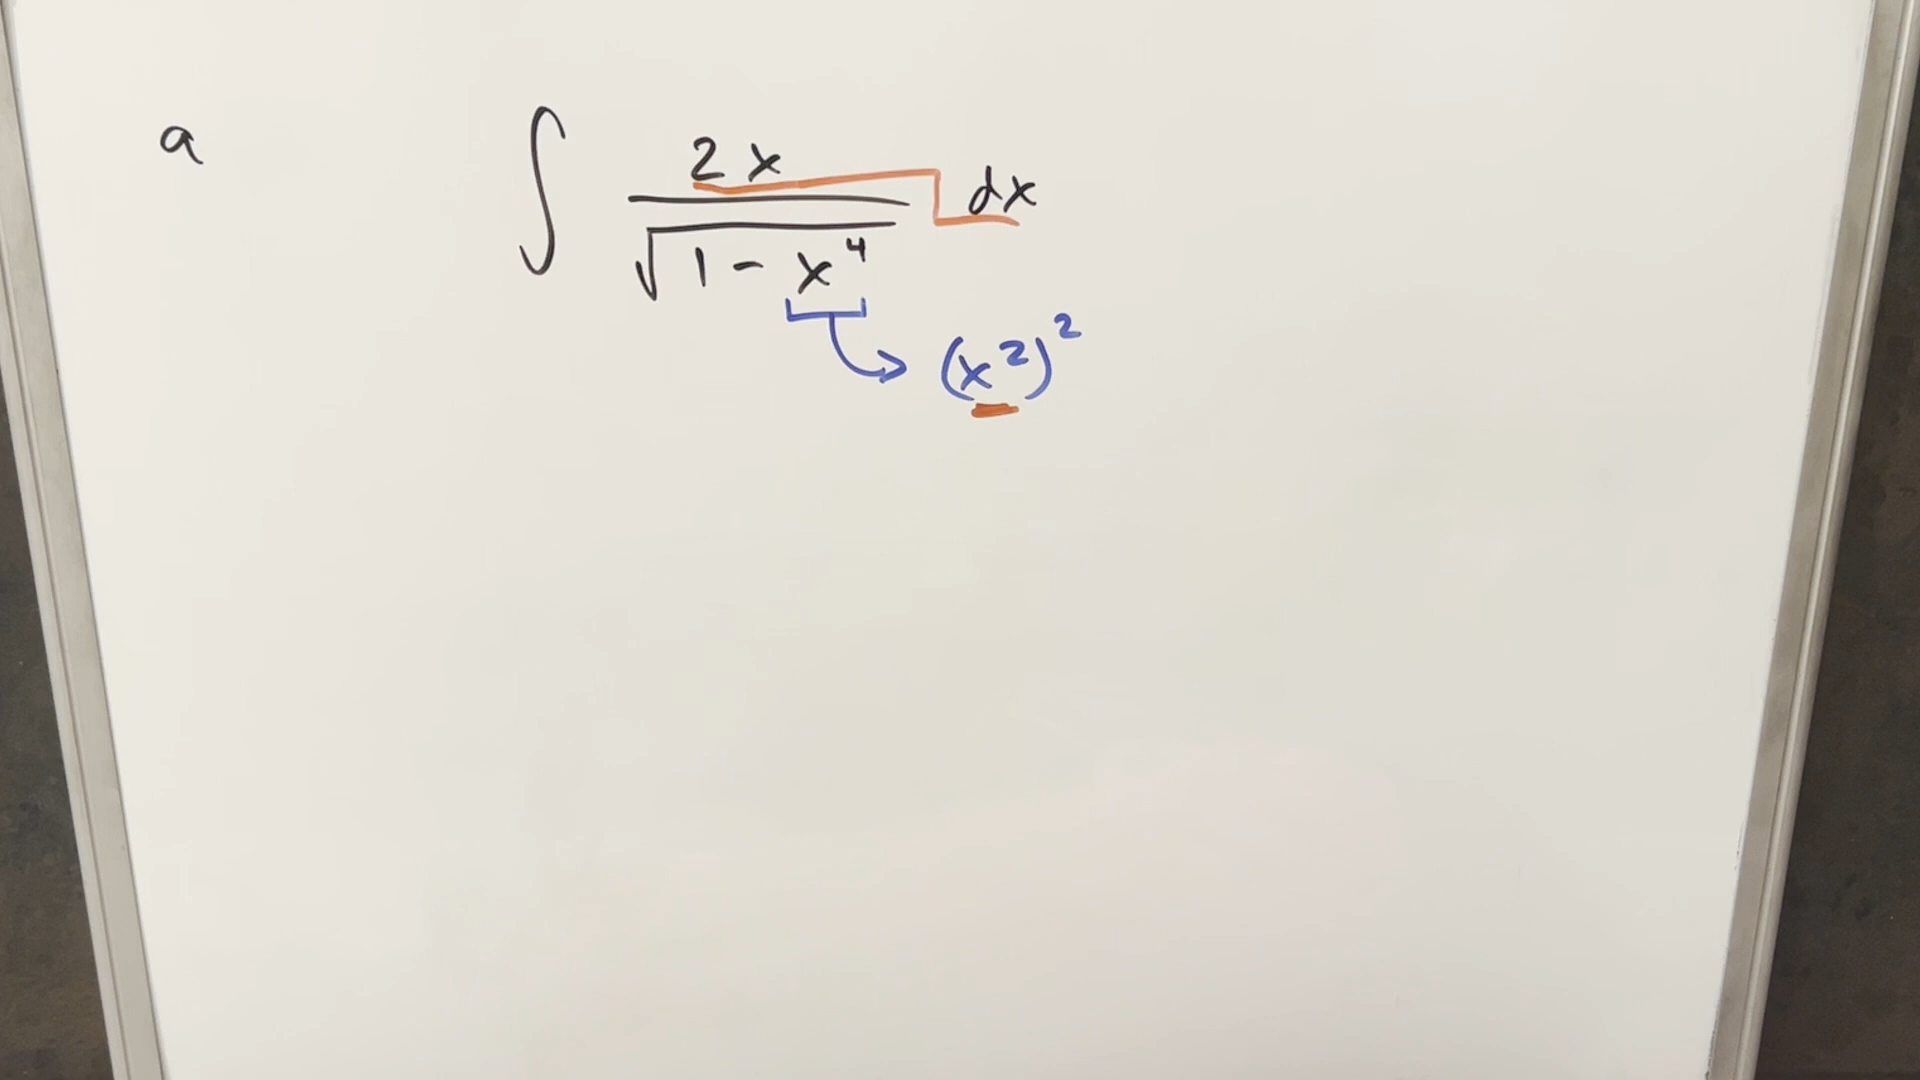 a
∫ 2x / √(1 - x⁴) dx
(x²)²